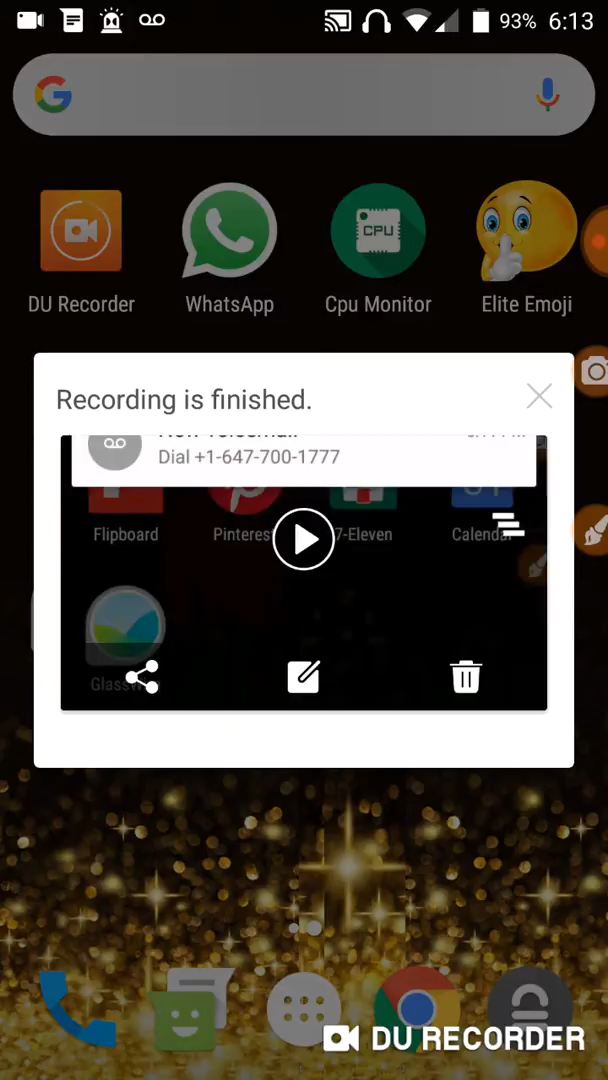 93% 6:13
DU Recorder WhatsApp Cpu Monitor Elite Emoji
CPU
Recording is finished.
Dial +1-647-700-1777
Flipboard Pinterest 7-Eleven Calendar
DU RECORDER